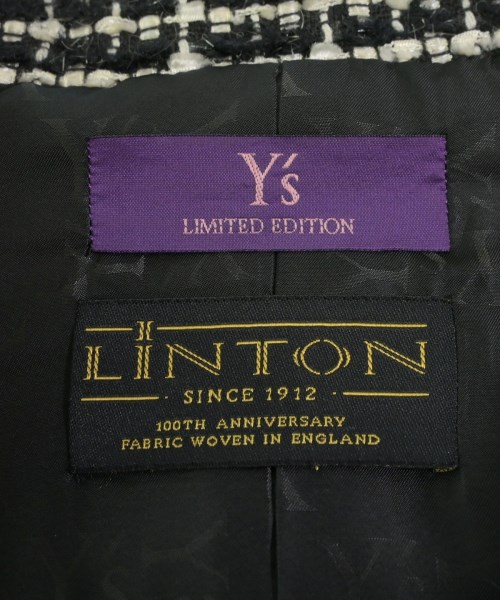 Y's
LIMITED EDITION
LINTON
· SINCE 1912 ·
100TH ANNIVERSARY
FABRIC WOVEN IN ENGLAND